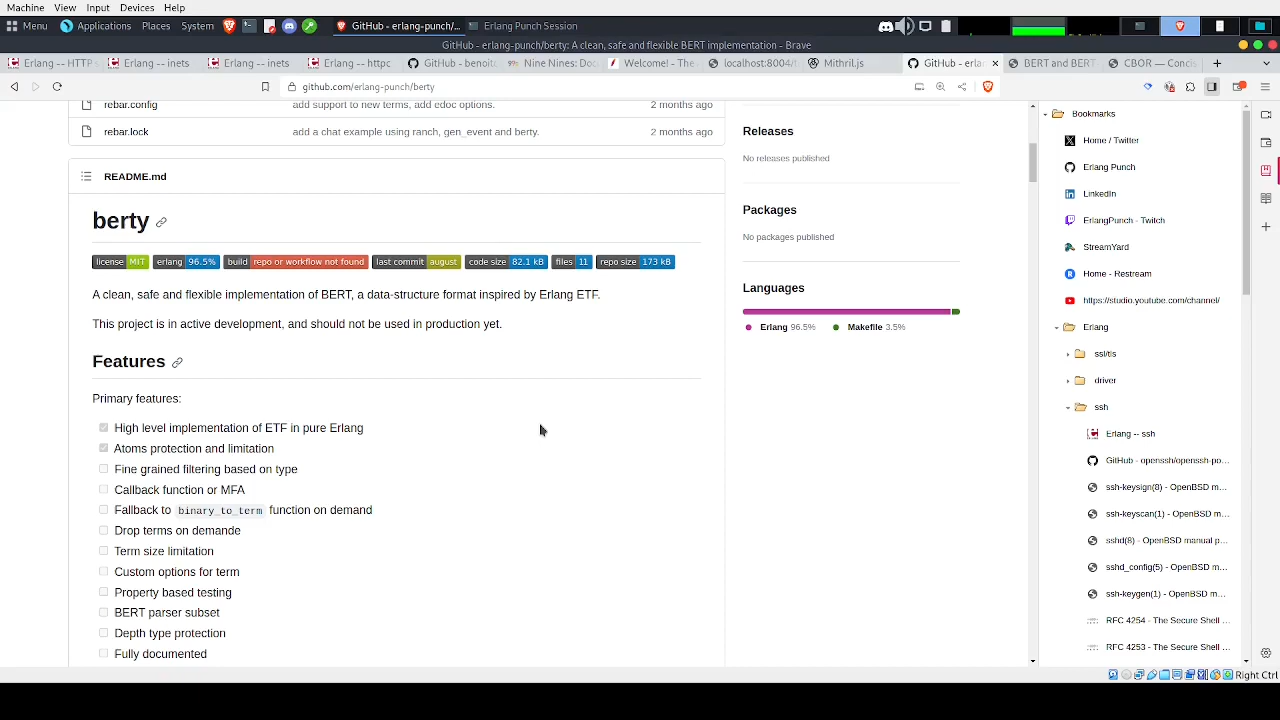 Machine View Input Devices Help
Menu Applications Places System GitHub - erlang-punch/... Erlang Punch Session
GitHub - erlang-punch/berty: A clean, safe and flexible BERT implementation - Brave
Erlang -- HTTP Erlang -- inets Erlang -- inets Erlang -- httpc GitHub - benoit Nine Nines: Doc Welcome! - The localhost:8004/ Mithril.js GitHub - erla BERT and BERT CBOR — Concis
github.com/erlang-punch/berty
rebar.config add support to new terms, add edoc options. 2 months ago
rebar.lock add a chat example using ranch, gen_event and berty. 2 months ago
README.md
berty
license MIT erlang 96.5% build repo or workflow not found last commit august code size 82.1 kB files 11 repo size 173 kB
A clean, safe and flexible implementation of BERT, a data-structure format inspired by Erlang ETF.
This project is in active development, and should not be used in production yet.
Features
Primary features:
High level implementation of ETF in pure Erlang
Atoms protection and limitation
Fine grained filtering based on type
Callback function or MFA
Fallback to binary_to_term function on demand
Drop terms on demande
Term size limitation
Custom options for term
Property based testing
BERT parser subset
Depth type protection
Fully documented
Releases
No releases published
Packages
No packages published
Languages
Erlang 96.5% Makefile 3.5%
Bookmarks
Home / Twitter
Erlang Punch
LinkedIn
ErlangPunch - Twitch
StreamYard
Home - Restream
https://studio.youtube.com/channel/
Erlang
ssl/tls
driver
ssh
Erlang -- ssh
GitHub - openssh/openssh-po...
ssh-keysign(8) - OpenBSD m...
ssh-keyscan(1) - OpenBSD m...
sshd(8) - OpenBSD manual p...
sshd_config(5) - OpenBSD m...
ssh-keygen(1) - OpenBSD m...
RFC 4254 - The Secure Shell ...
RFC 4253 - The Secure Shell ...
Right Ctrl